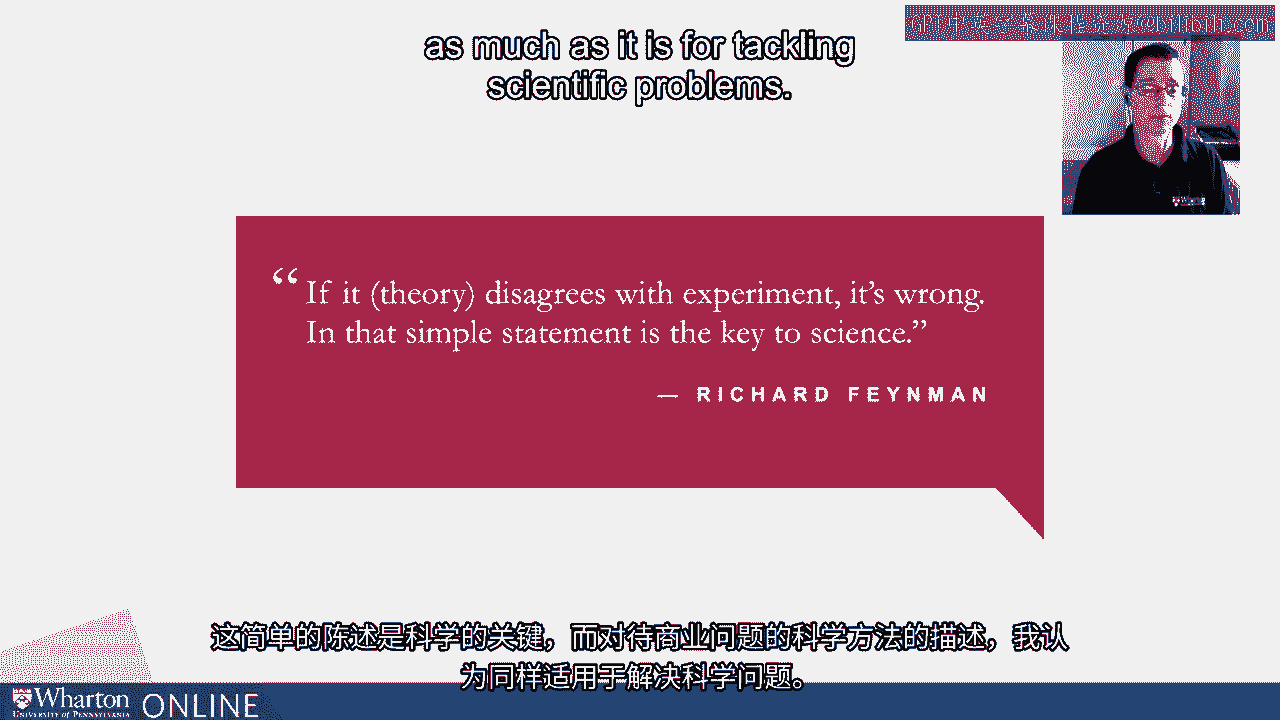 as much as it is for tackling
scientific problems.
“ If it (theory) disagrees with experiment, it’s wrong.
In that simple statement is the key to science.”
— RICHARD FEYNMAN
这简单的陈述是科学的关键，而对待商业问题的科学方法的描述，我认
为同样适用于解决科学问题。
Wharton
UNIVERSITY of PENNSYLVANIA
ONLINE